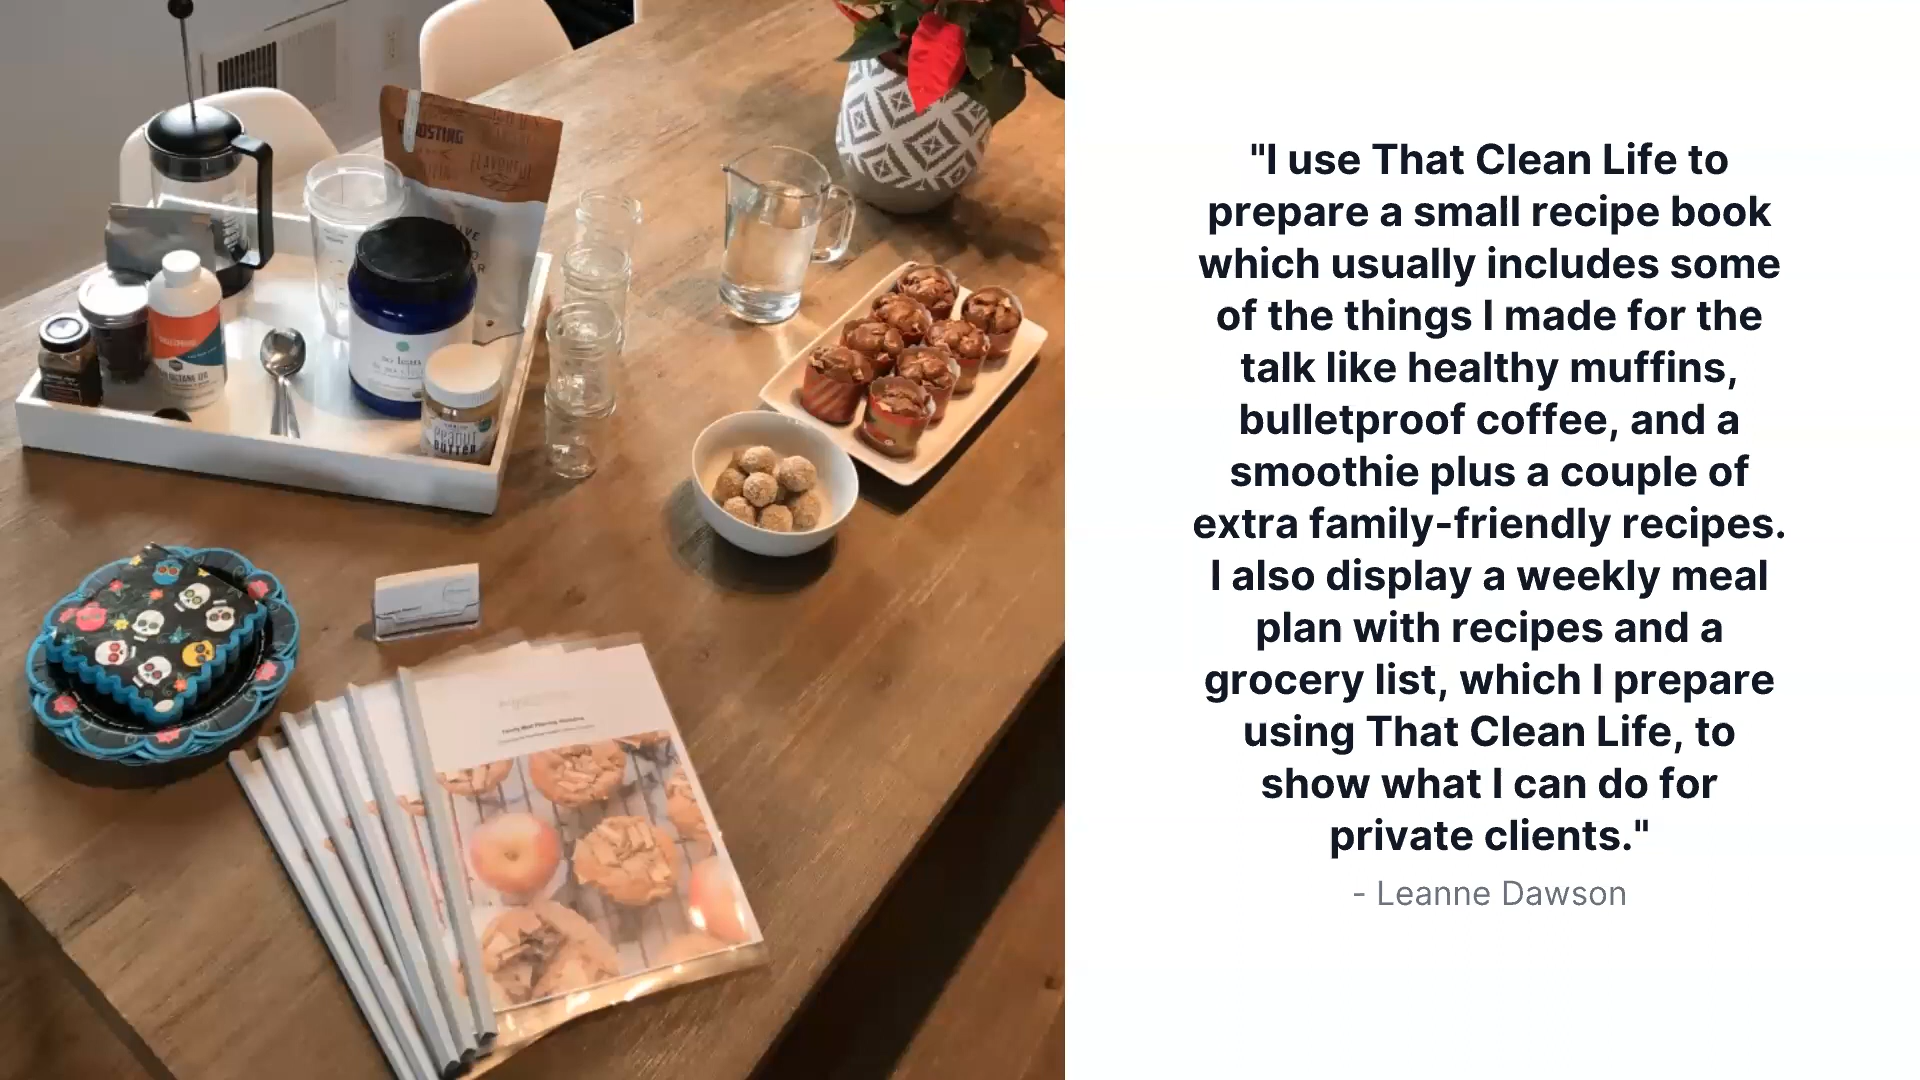 "I use That Clean Life to
prepare a small recipe book
which usually includes some
of the things I made for the
talk like healthy muffins,
bulletproof coffee, and a
smoothie plus a couple of
extra family-friendly recipes.
I also display a weekly meal
plan with recipes and a
grocery list, which I prepare
using That Clean Life, to
show what I can do for
private clients."
- Leanne Dawson
FLAVORFUL
PEANUT
BUTTER